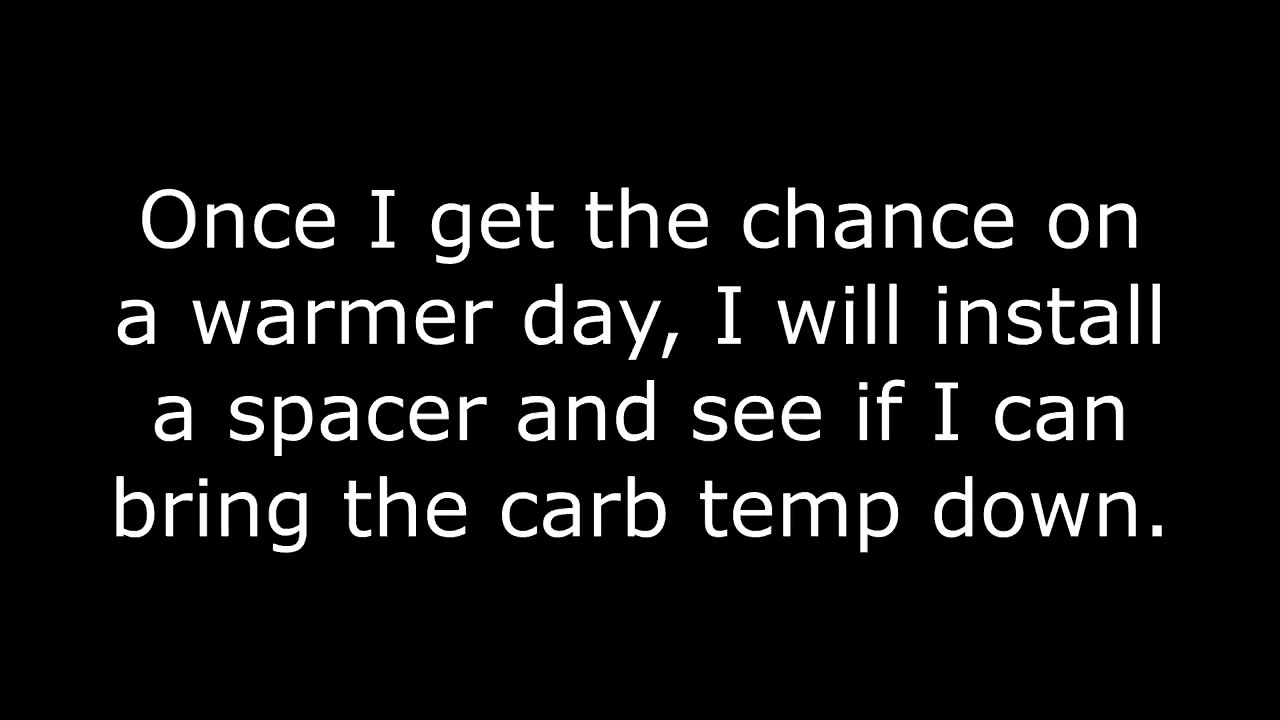 Once I get the chance on
a warmer day, I will install
a spacer and see if I can
bring the carb temp down.